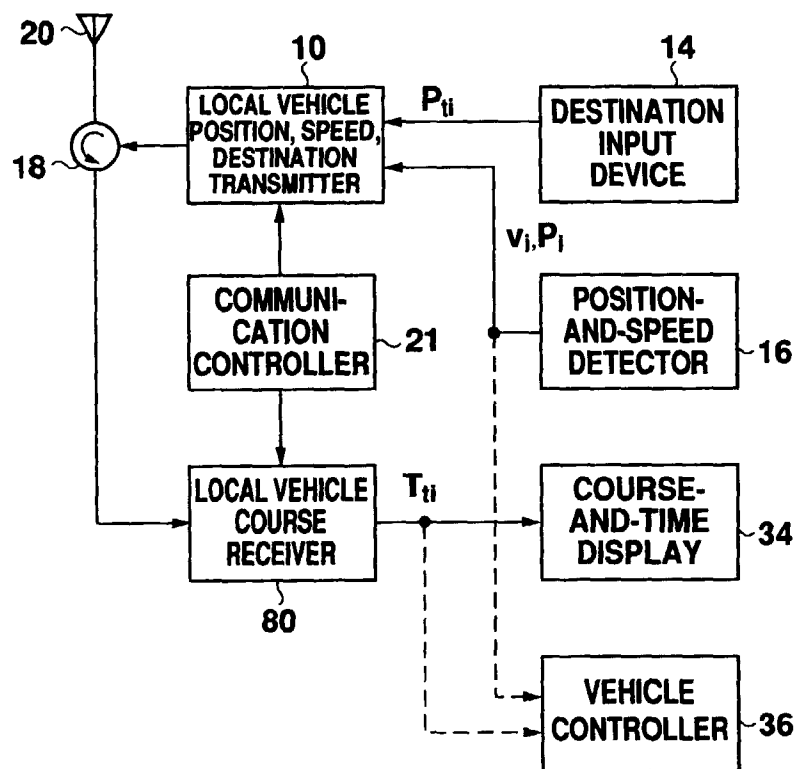 20
10
14
LOCAL VEHICLE
POSITION, SPEED,
DESTINATION
TRANSMITTER
Pti
DESTINATION
INPUT
DEVICE
18
vi,Pi
COMMUNI-
CATION
CONTROLLER
21
POSITION-
AND-SPEED
DETECTOR
16
LOCAL VEHICLE
COURSE
RECEIVER
80
Tti
COURSE-
AND-TIME
DISPLAY
34
VEHICLE
CONTROLLER
36